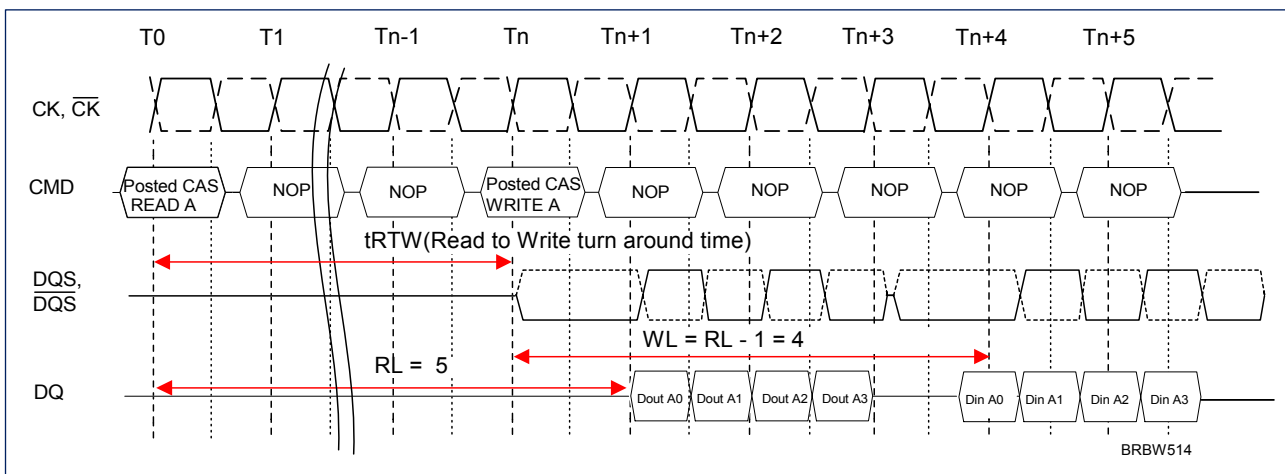 T0 T1 Tn-1 Tn Tn+1 Tn+2 Tn+3 Tn+4 Tn+5
CK, CK
CMD Posted CAS READ A NOP NOP Posted CAS WRITE A NOP NOP NOP NOP NOP
tRTW(Read to Write turn around time)
DQS,
DQS
WL = RL - 1 = 4
RL = 5
DQ Dout A0 Dout A1 Dout A2 Dout A3 Din A0 Din A1 Din A2 Din A3
BRBW514